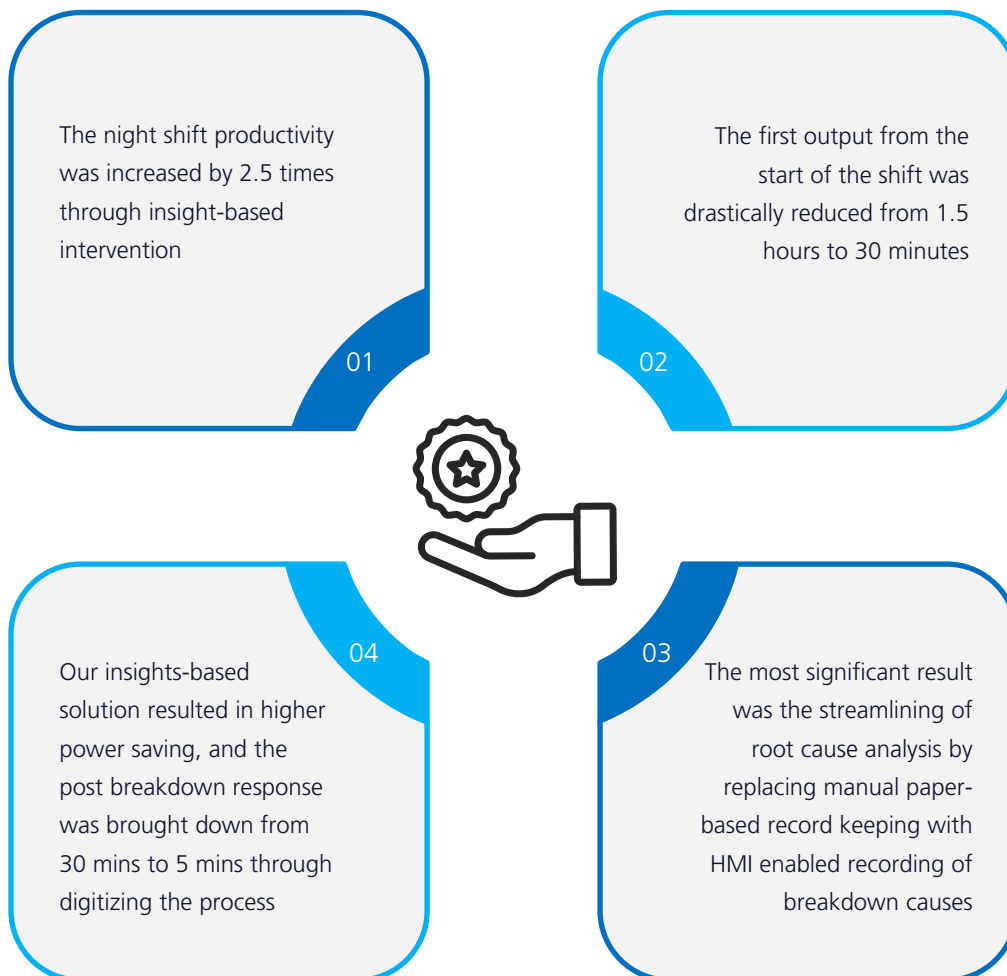 The night shift productivity
was increased by 2.5 times
through insight-based
intervention
01
The first output from the
start of the shift was
drastically reduced from 1.5
hours to 30 minutes
02
03
The most significant result
was the streamlining of
root cause analysis by
replacing manual paper-
based record keeping with
HMI enabled recording of
breakdown causes
04
Our insights-based
solution resulted in higher
power saving, and the
post breakdown response
was brought down from
30 mins to 5 mins through
digitizing the process